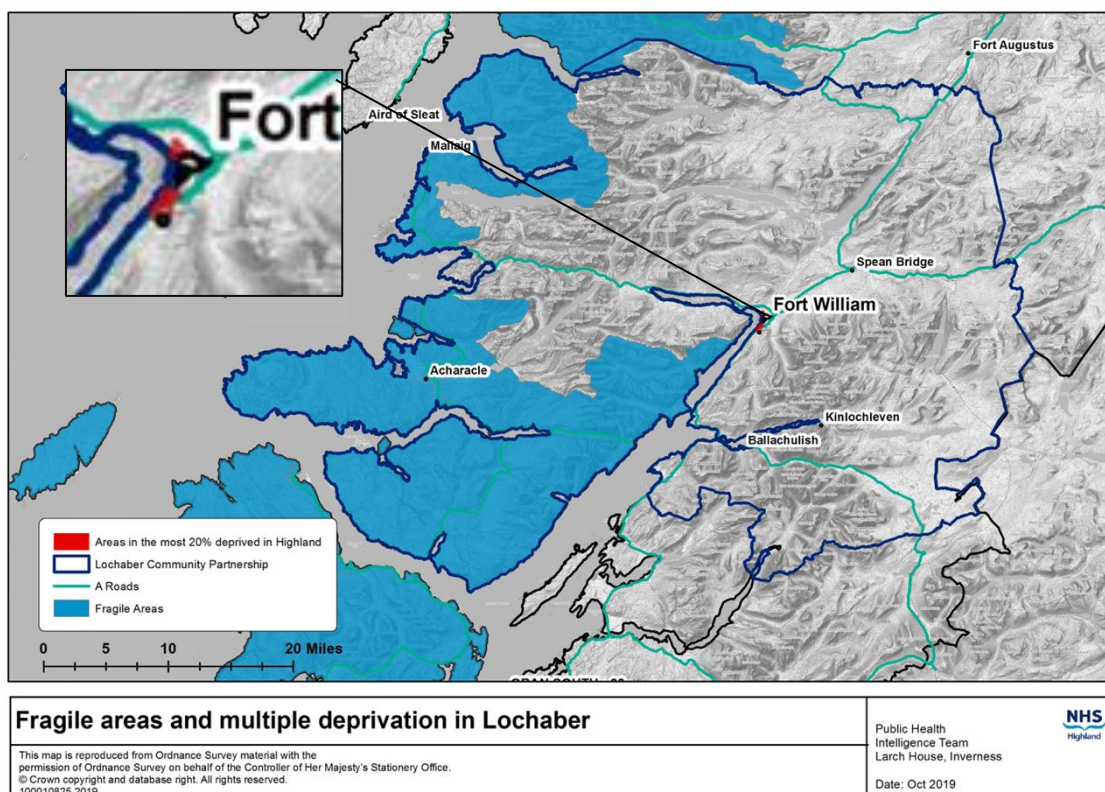 Fort
Fort Augustus
Aird of Sleat
Mallaig
Spean Bridge
Fort William
Acharacle
Kinlochleven
Ballachulish
Areas in the most 20% deprived in Highland
Lochaber Community Partnership
A Roads
Fragile Areas
0 5 10 20 Miles
Fragile areas and multiple deprivation in Lochaber
This map is reproduced from Ordnance Survey material with the
permission of Ordnance Survey on behalf of the Controller of Her Majesty's Stationery Office.
© Crown copyright and database right. All rights reserved.
100010825 2019
Public Health
Intelligence Team
Larch House, Inverness
Date: Oct 2019
NHS
Highland